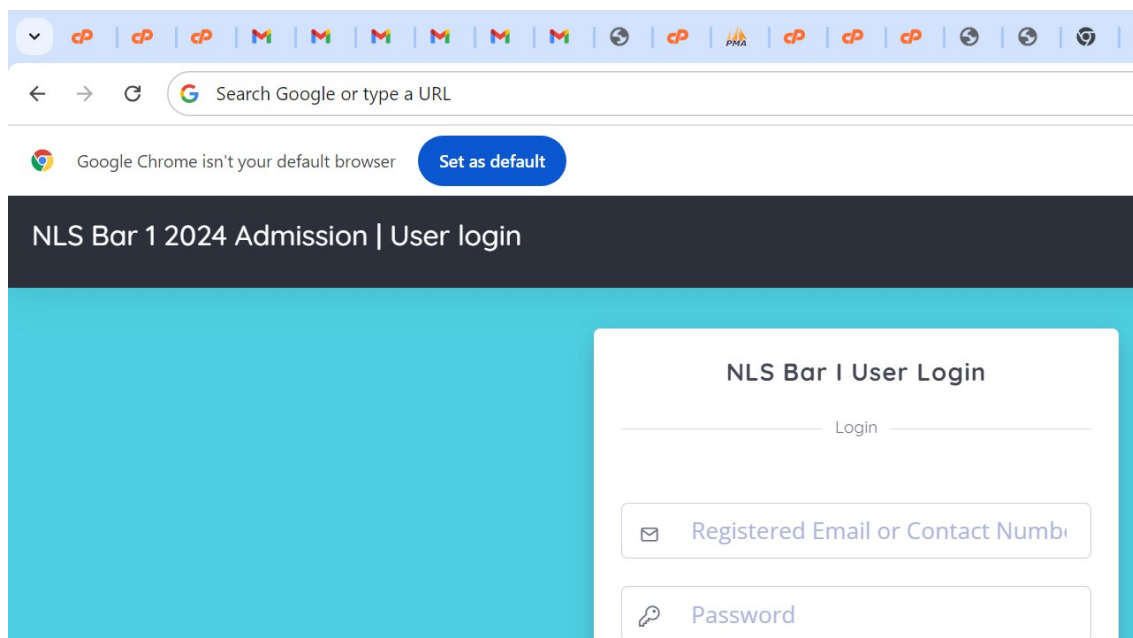 PMA
Search Google or type a URL
Google Chrome isn't your default browser Set as default
NLS Bar 1 2024 Admission | User login
NLS Bar I User Login
Login
Registered Email or Contact
Password